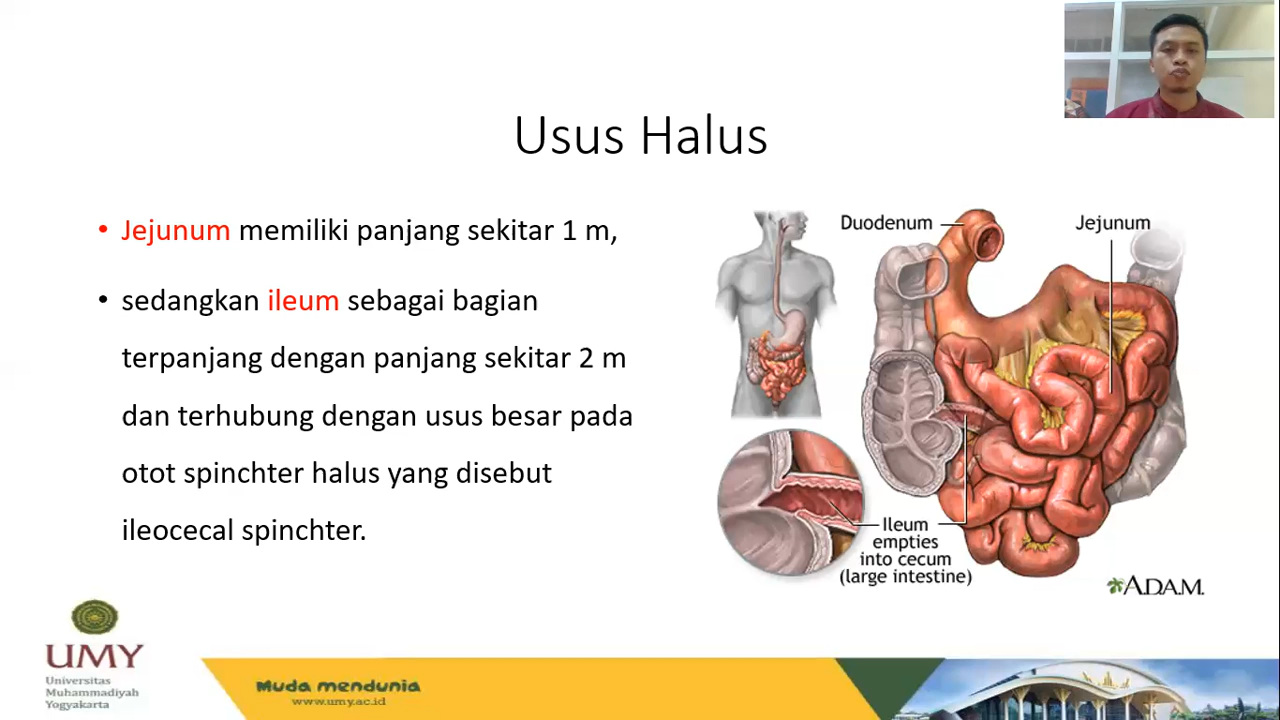 Usus Halus
• Jejunum memiliki panjang sekitar 1 m,
• sedangkan ileum sebagai bagian
terpanjang dengan panjang sekitar 2 m
dan terhubung dengan usus besar pada
otot spinchter halus yang disebut
ileocecal spinchter.
Duodenum
Jejunum
Ileum
empties
into cecum
(large intestine)
A.D.A.M.
UMY
Universitas
Muhammadiyah
Yogyakarta
Muda mendunia
www.umy.ac.id